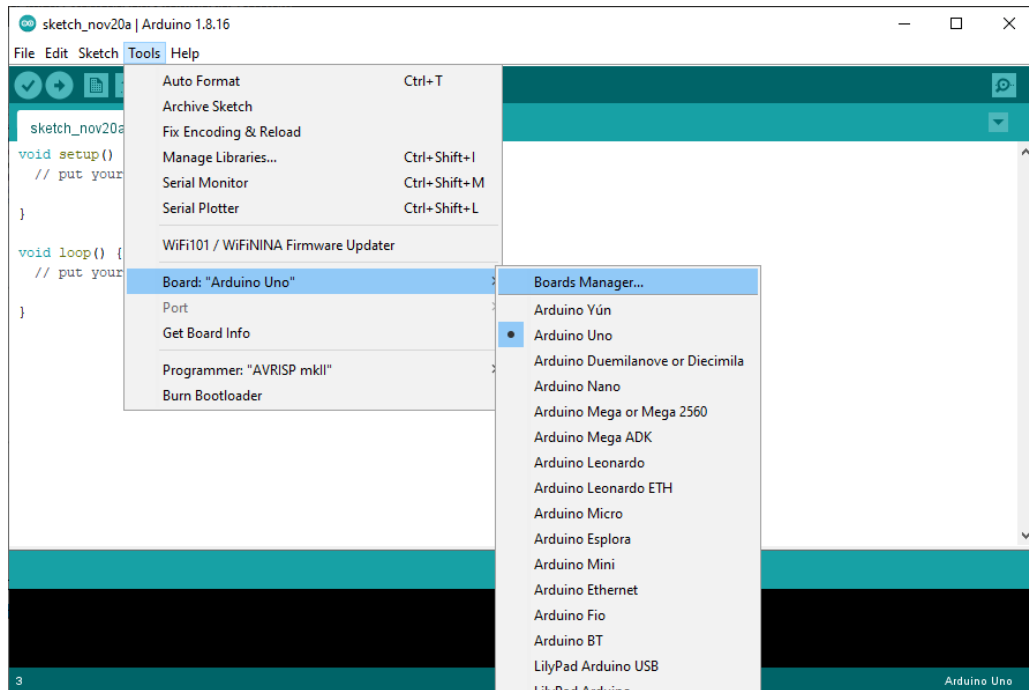 sketch_nov20a | Arduino 1.8.16
File Edit Sketch Tools Help
sketch_nov20a
void setup()
// put your
}
void loop() {
// put your
}
Auto Format Ctrl+T
Archive Sketch
Fix Encoding & Reload
Manage Libraries... Ctrl+Shift+I
Serial Monitor Ctrl+Shift+M
Serial Plotter Ctrl+Shift+L
WiFi101 / WiFiNINA Firmware Updater
Board: "Arduino Uno"
Port
Get Board Info
Programmer: "AVRISP mkII"
Burn Bootloader
Boards Manager...
Arduino Yún
Arduino Uno
Arduino Duemilanove or Diecimila
Arduino Nano
Arduino Mega or Mega 2560
Arduino Mega ADK
Arduino Leonardo
Arduino Leonardo ETH
Arduino Micro
Arduino Esplora
Arduino Mini
Arduino Ethernet
Arduino Fio
Arduino BT
LilyPad Arduino USB
LilyPad Arduino
3 Arduino Uno